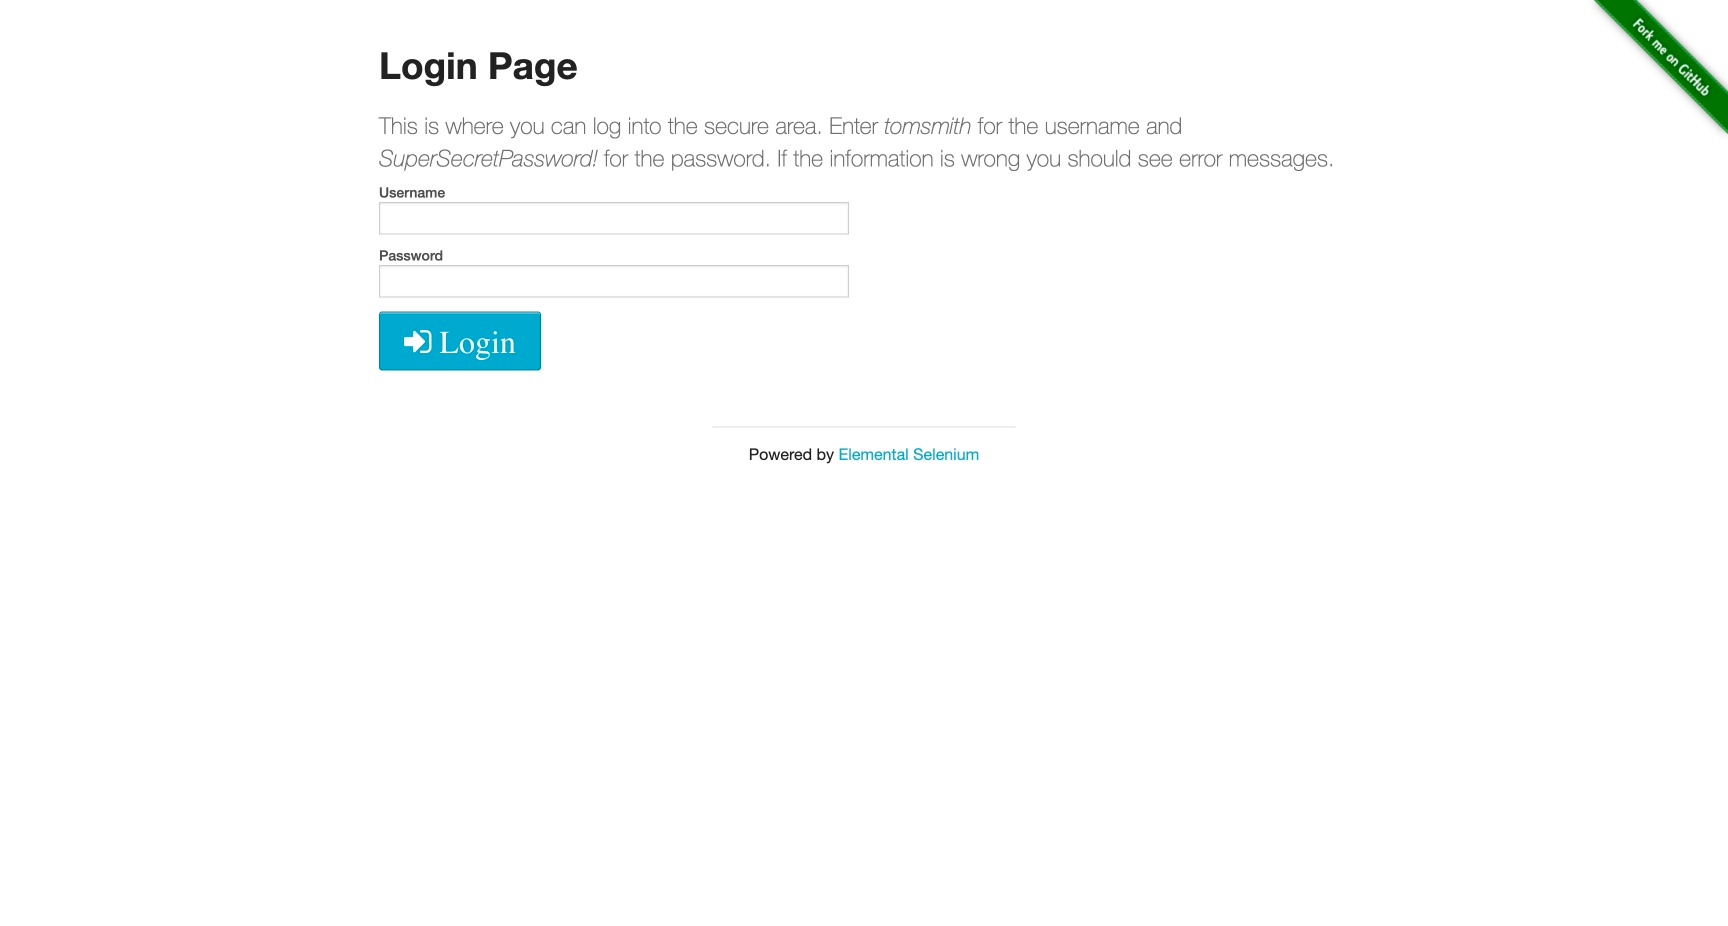 Fork me on GitHub
Login Page
This is where you can log into the secure area. Enter tomsmith for the username and
SuperSecretPassword! for the password. If the information is wrong you should see error messages.
Username
Password
Login
Powered by Elemental Selenium